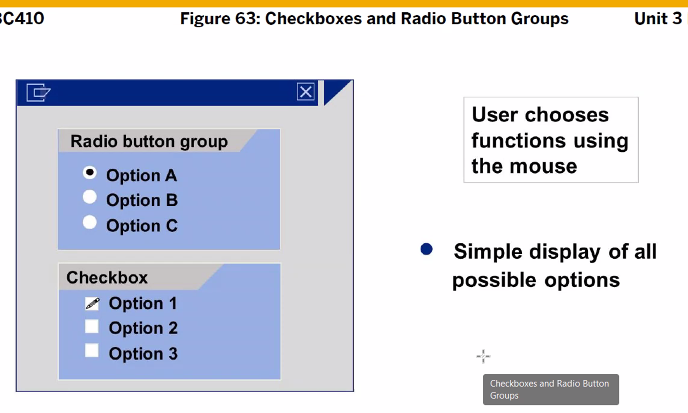 BC410 Figure 63: Checkboxes and Radio Button Groups Unit 3
Radio button group
Option A
Option B
Option C
Checkbox
Option 1
Option 2
Option 3
User chooses
functions using
the mouse
Simple display of all
possible options
Checkboxes and Radio Button
Groups